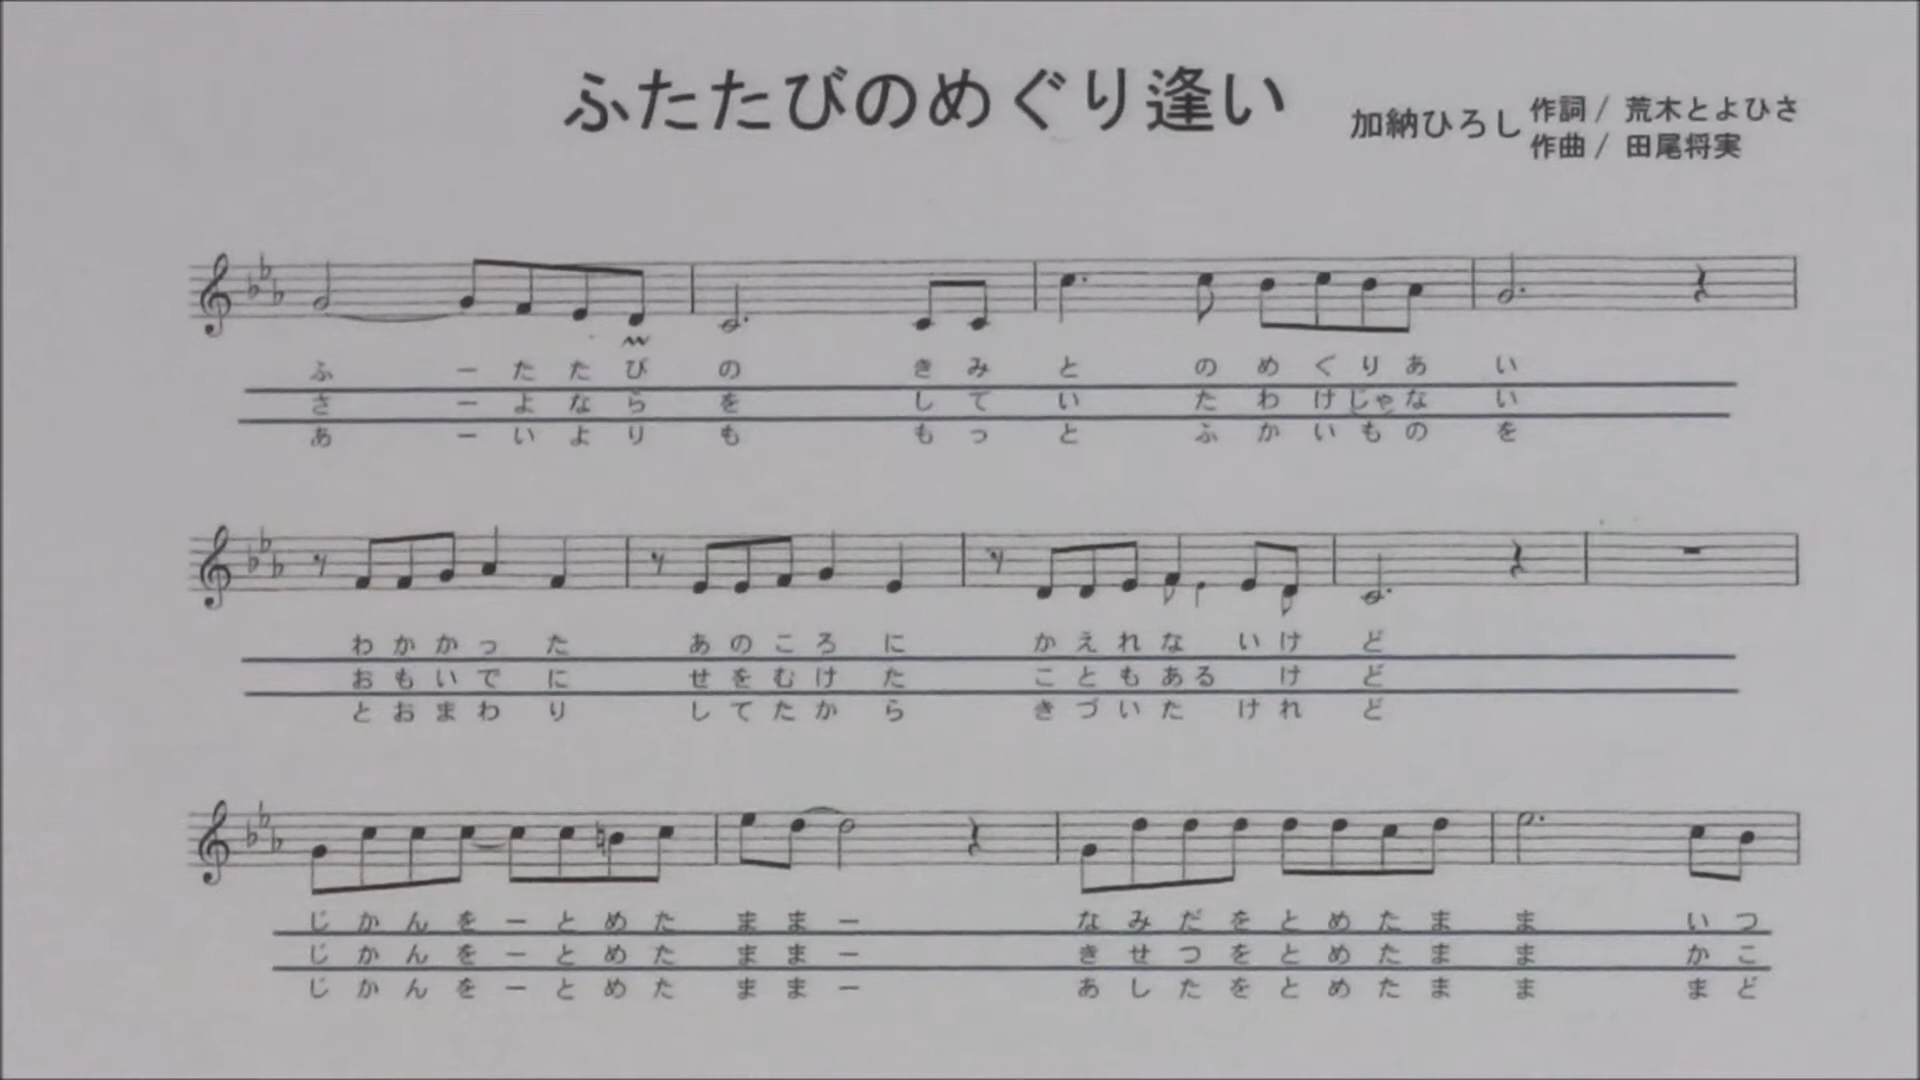 ふたたびのめぐり逢い
加納ひろし
作詞 / 荒木とよひさ
作曲 / 田尾将実
ふ ー た た び の き み と の め ぐ り あ い
さ ー よ な ら を し て い た わ け じゃ な い
あ ー い よ り も も っ と ふ か い も の を
わ か か っ た あ の こ ろ に か え れ な い け ど
お も い で に せ を む け た こ と も あ る け ど
と お ま わ り し て た か ら き づ い た け れ ど
じ か ん を ー と め た ま ま ー な み だ を と め た ま ま い つ
じ か ん を ー と め た ま ま ー き せ つ を と め た ま ま か こ
じ か ん を ー と め た ま ま ー あ し た を と め た ま ま ま ど